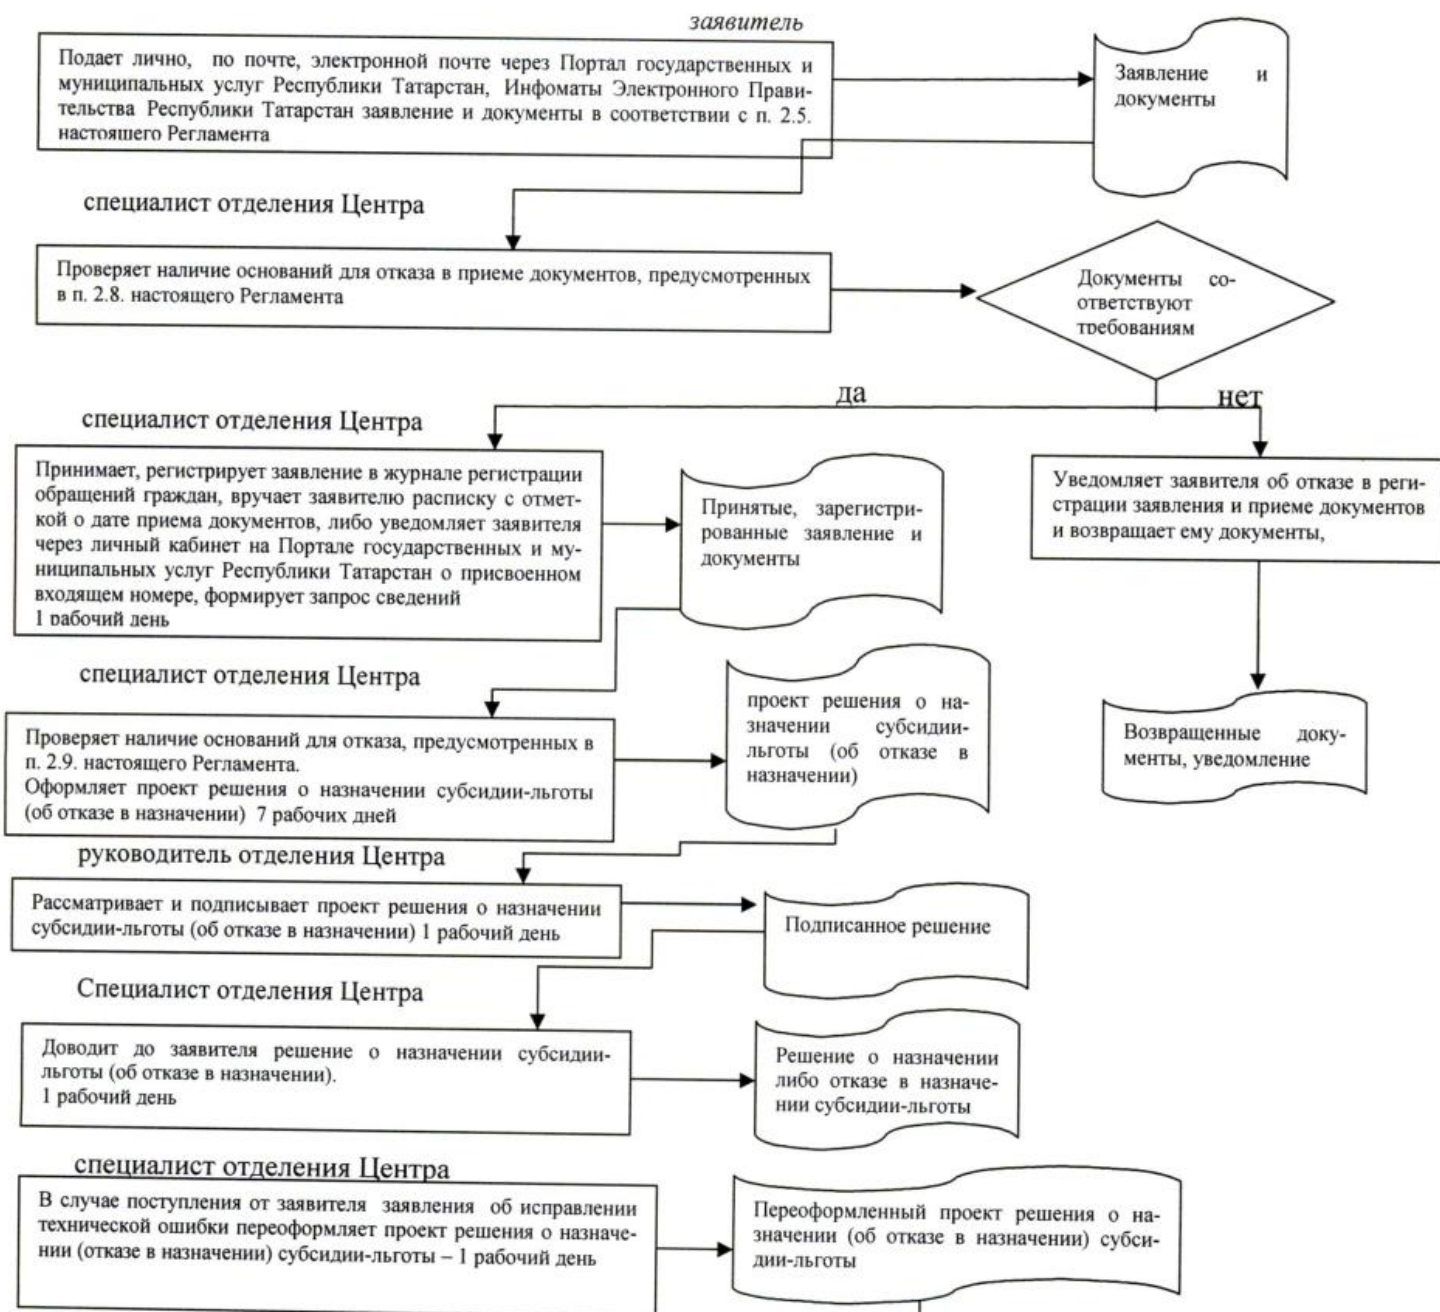 заявитель
Подает лично, по почте, электронной почте через Портал государственных и
муниципальных услуг Республики Татарстан, Инфоматы Электронного Прави-
тельства Республики Татарстан заявление и документы в соответствии с п. 2.5.
настоящего Регламента
Заявление и
документы
специалист отделения Центра
Проверяет наличие оснований для отказа в приеме документов, предусмотренных
в п. 2.8. настоящего Регламента
Документы со-
ответствуют
требованиям
да
нет
специалист отделения Центра
Принимает, регистрирует заявление в журнале регистрации
обращений граждан, вручает заявителю расписку с отмет-
кой о дате приема документов, либо уведомляет заявителя
через личный кабинет на Портале государственных и му-
ниципальных услуг Республики Татарстан о присвоенном
входящем номере, формирует запрос сведений
1 рабочий день
Принятые, зарегистри-
рованные заявление и
документы
Уведомляет заявителя об отказе в реги-
страции заявления и приеме документов
и возвращает ему документы,
специалист отделения Центра
Проверяет наличие оснований для отказа, предусмотренных в
п. 2.9. настоящего Регламента.
Оформляет проект решения о назначении субсидии-льготы
(об отказе в назначении) 7 рабочих дней
проект решения о на-
значении субсидии-
льготы (об отказе в
назначении)
Возвращенные доку-
менты, уведомление
руководитель отделения Центра
Рассматривает и подписывает проект решения о назначении
субсидии-льготы (об отказе в назначении) 1 рабочий день
Подписанное решение
Специалист отделения Центра
Доводит до заявителя решение о назначении субсидии-
льготы (об отказе в назначении).
1 рабочий день
Решение о назначении
либо отказе в назначе-
нии субсидии-льготы
специалист отделения Центра
В случае поступления от заявителя заявления об исправлении
технической ошибки переоформляет проект решения о назначе-
нии (отказе в назначении) субсидии-льготы – 1 рабочий день
Переоформленный проект решения о на-
значении (об отказе в назначении) субси-
дии-льготы